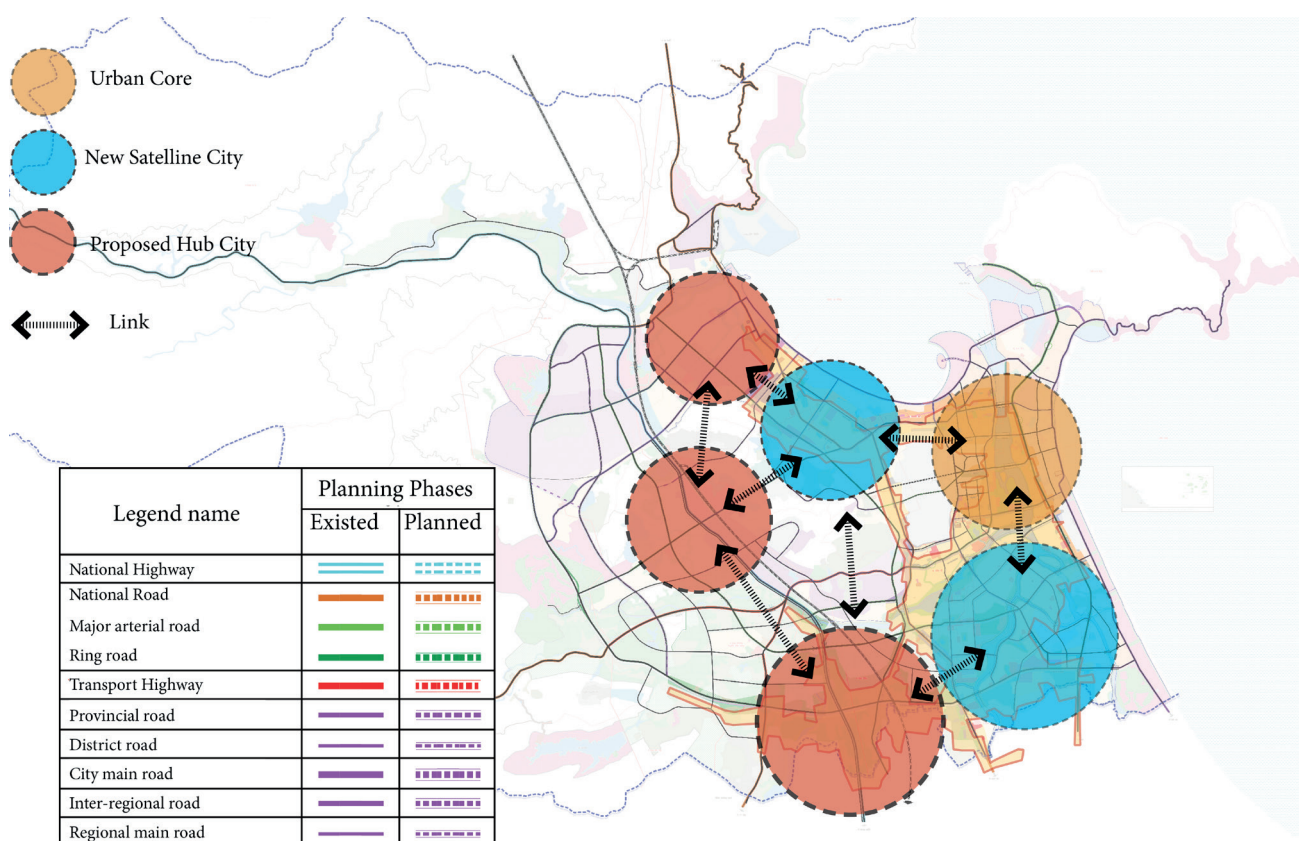 Urban Core
New Satelline City
Proposed Hub City
Link
Legend name
Planning Phases
Existed
Planned
National Highway
National Road
Major arterial road
Ring road
Transport Highway
Provincial road
District road
City main road
Inter-regional road
Regional main road